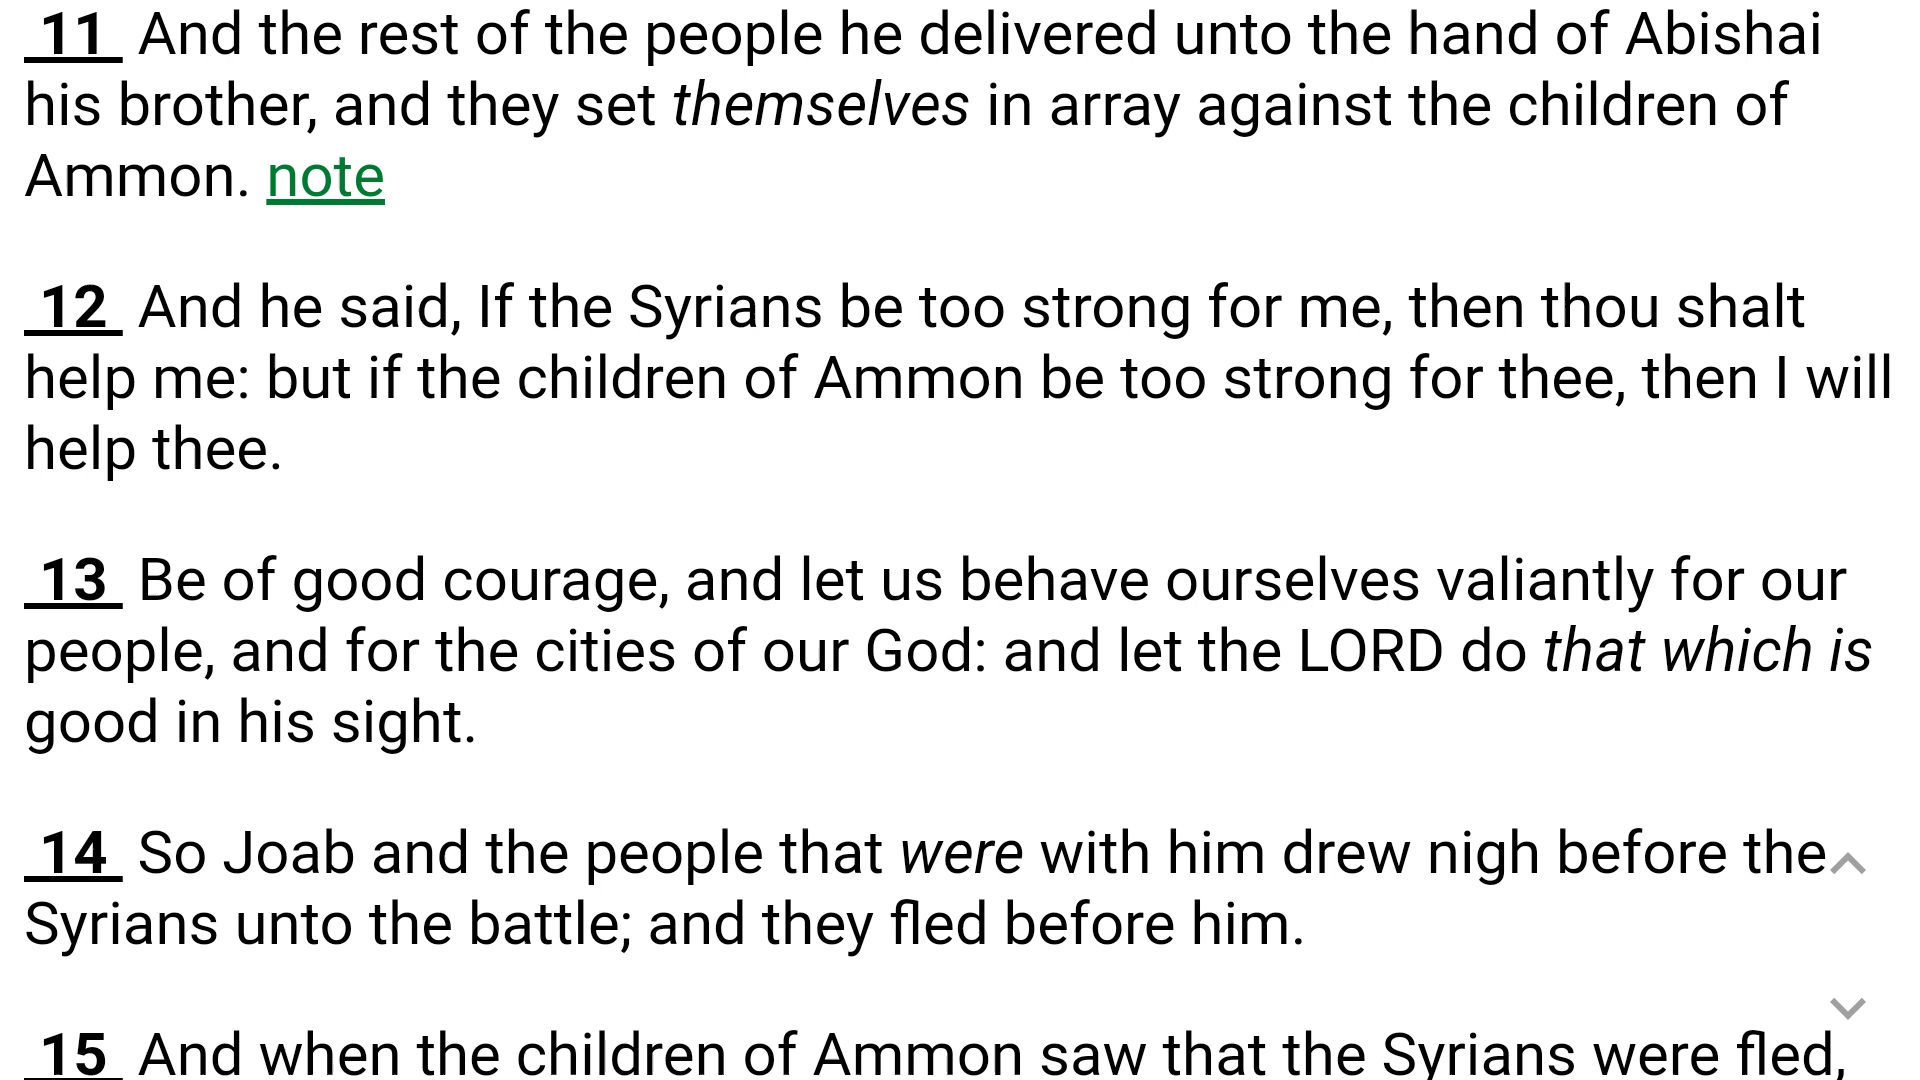 11 And the rest of the people he delivered unto the hand of Abishai
his brother, and they set themselves in array against the children of
Ammon. note
12 And he said, If the Syrians be too strong for me, then thou shalt
help me: but if the children of Ammon be too strong for thee, then I will
help thee.
13 Be of good courage, and let us behave ourselves valiantly for our
people, and for the cities of our God: and let the LORD do that which is
good in his sight.
14 So Joab and the people that were with him drew nigh before the
Syrians unto the battle; and they fled before him.
15 And when the children of Ammon saw that the Syrians were fled,